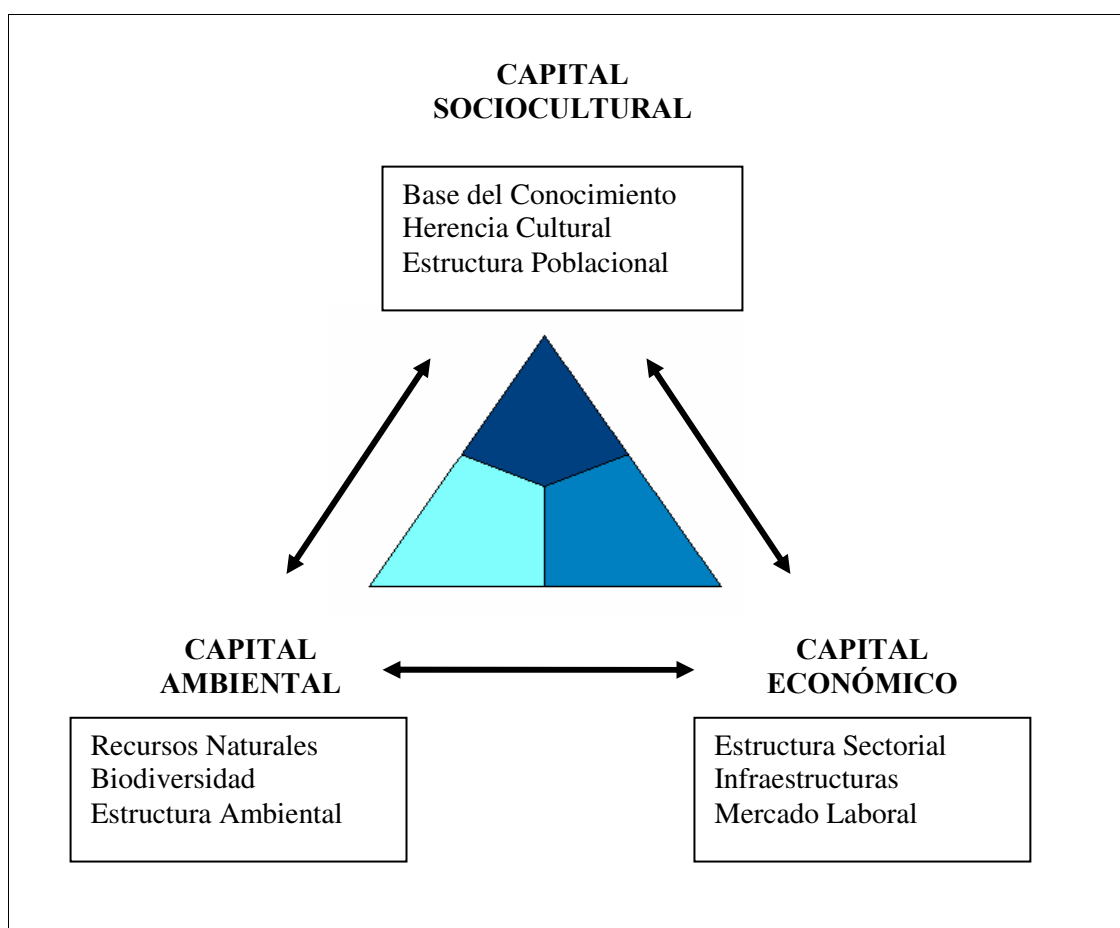 CAPITAL
SOCIOCULTURAL
Base del Conocimiento
Herencia Cultural
Estructura Poblacional
CAPITAL
AMBIENTAL
Recursos Naturales
Biodiversidad
Estructura Ambiental
CAPITAL
ECONÓMICO
Estructura Sectorial
Infraestructuras
Mercado Laboral